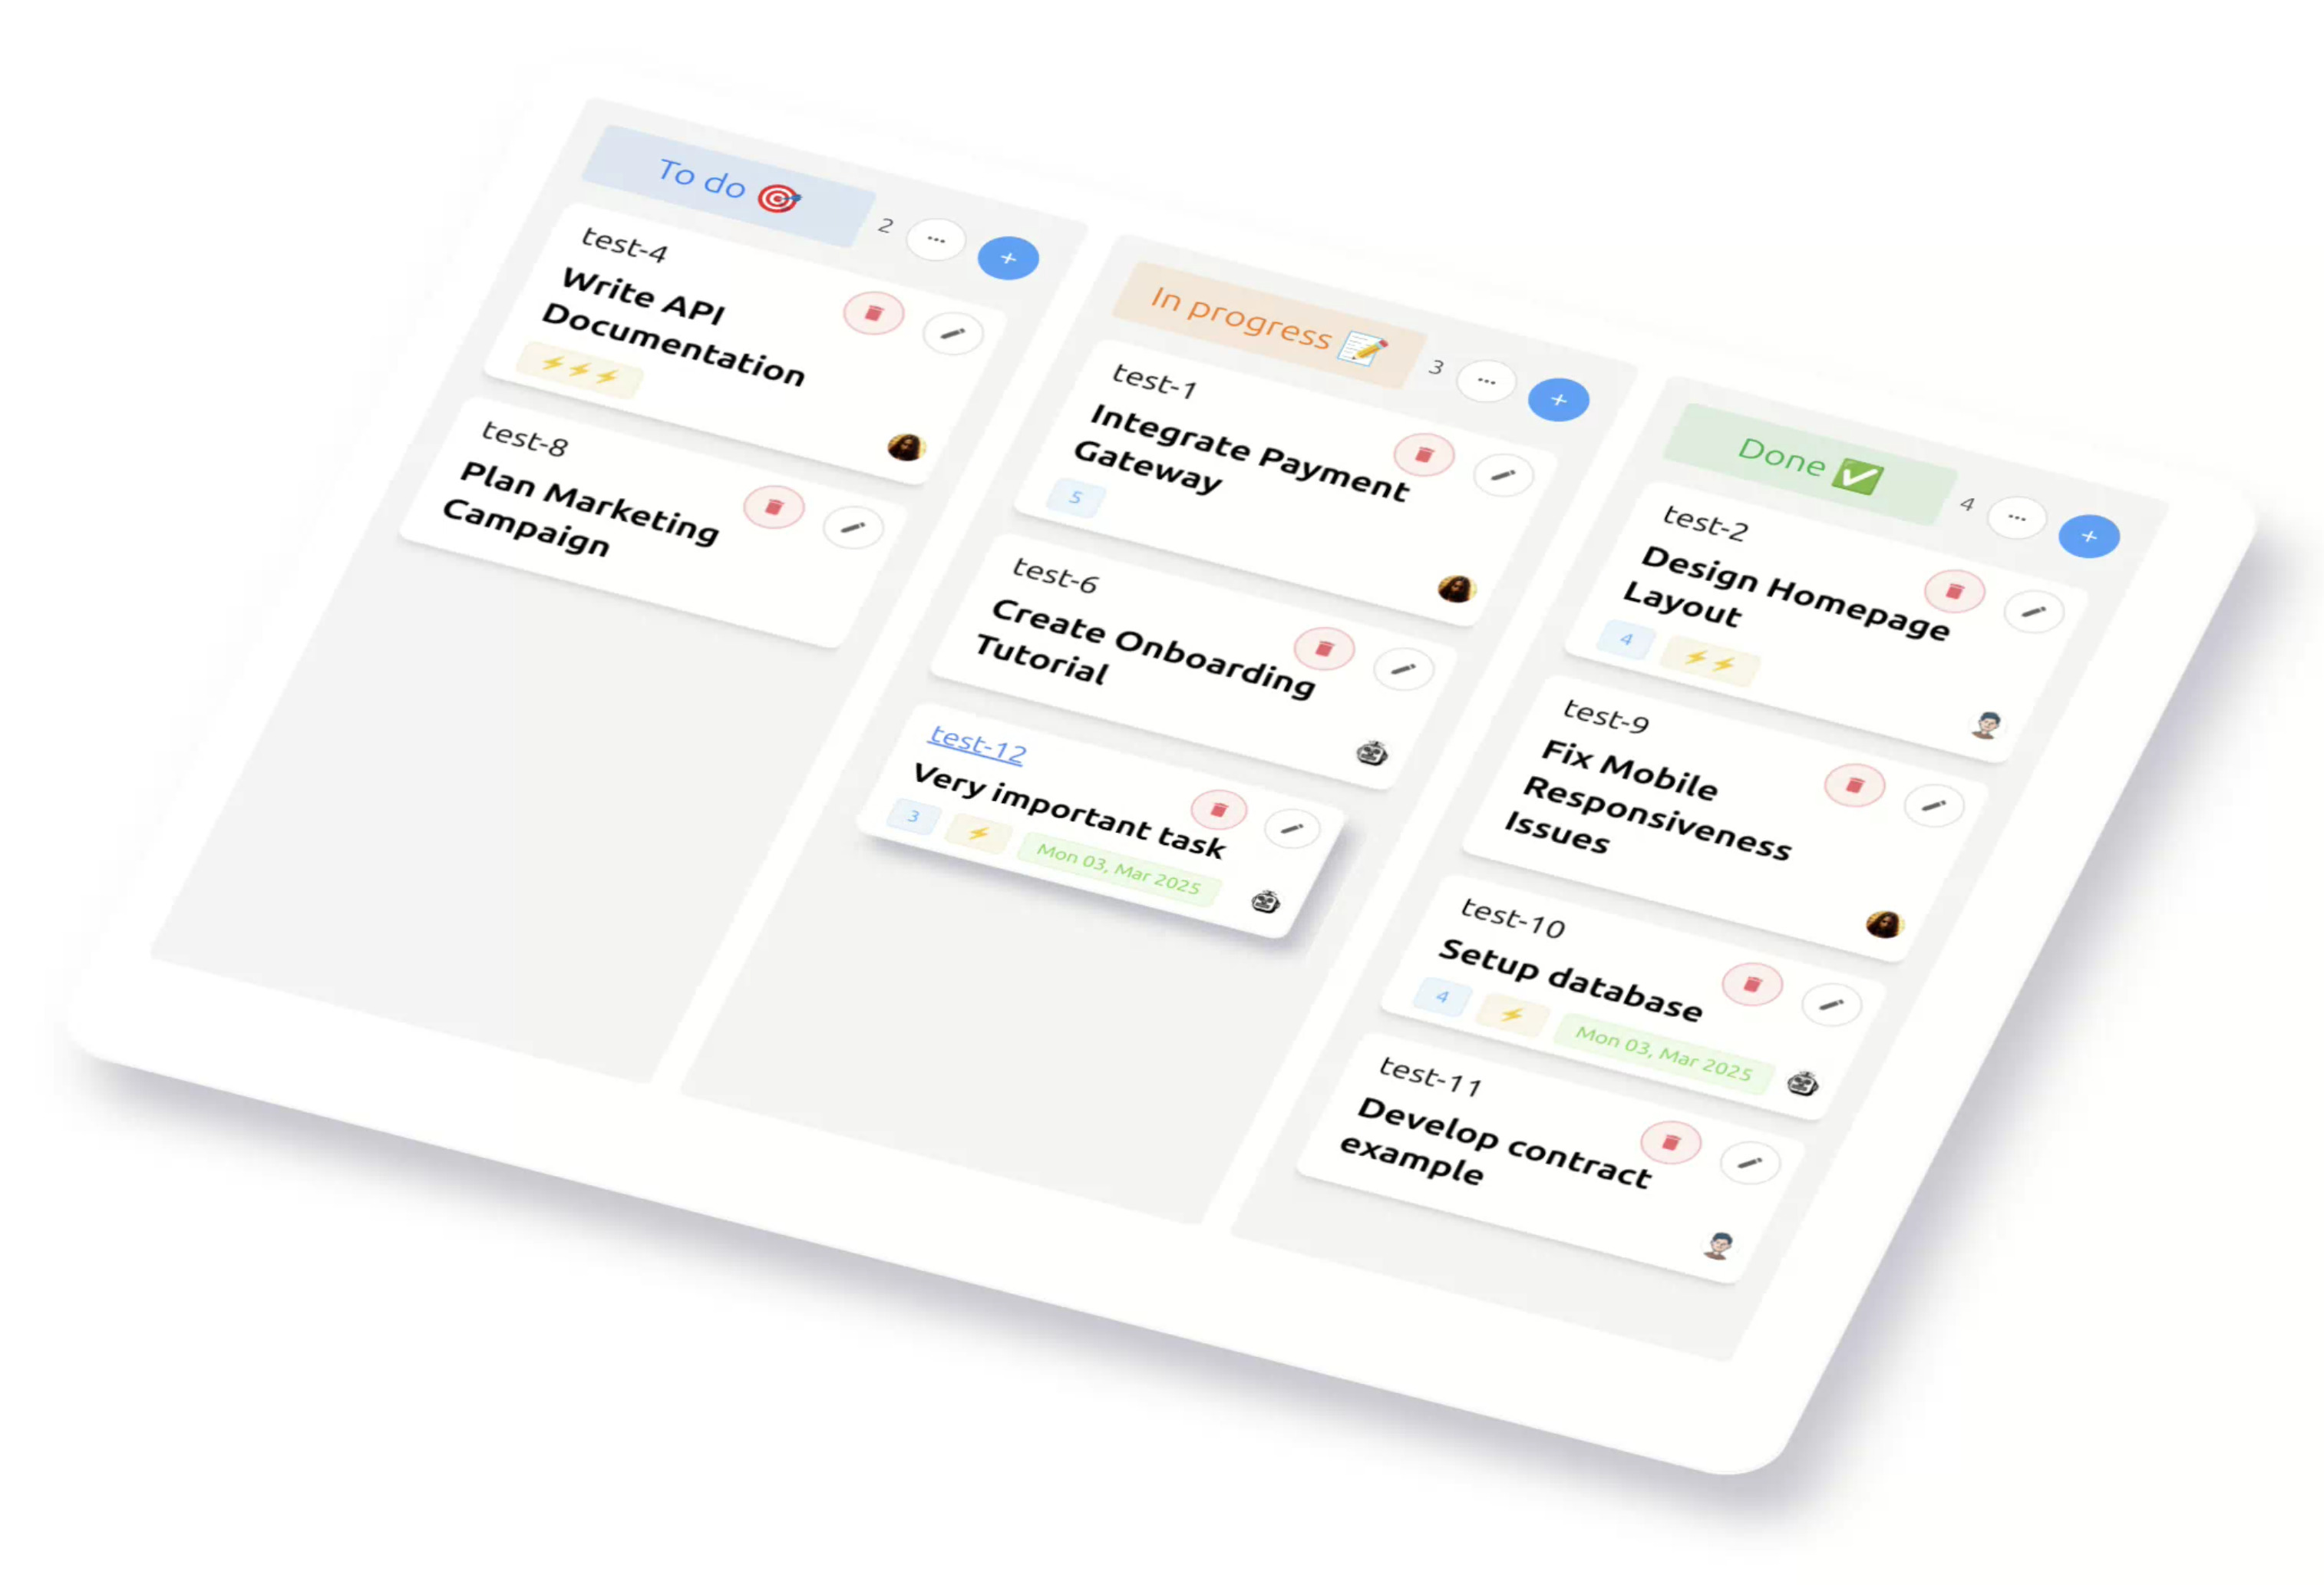 To do 🎯 2 ... +
test-4
Write API
Documentation
⚡⚡⚡
test-8
Plan Marketing
Campaign
In progress 📝 3 ... +
test-1
Integrate Payment
Gateway
5
test-6
Create Onboarding
Tutorial
test-12
Very important task
3 ⚡ Mon 03, Mar 2025
Done ✅ 4 ... +
test-2
Design Homepage
Layout
4 ⚡⚡
test-9
Fix Mobile
Responsiveness
Issues
test-10
Setup database
4 ⚡ Mon 03, Mar 2025
test-11
Develop contract
example